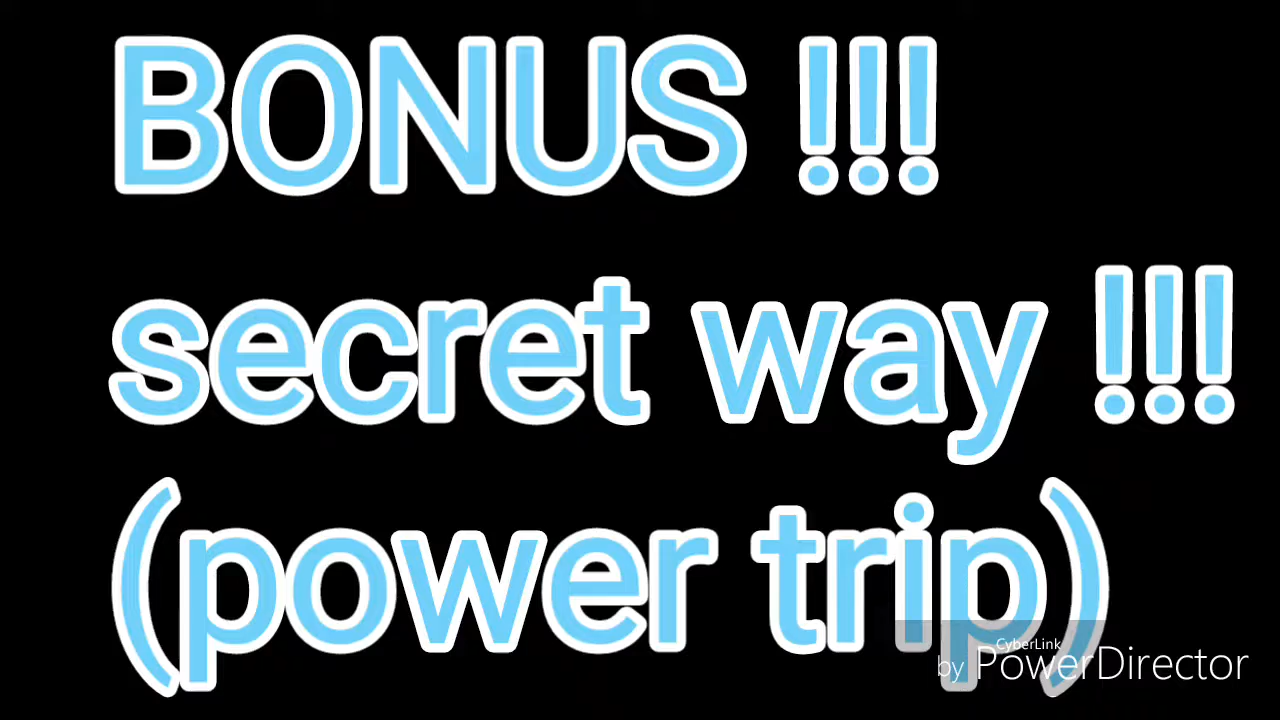 BONUS !!!
secret way !!!
(power trip)
CyberLink
by PowerDirector